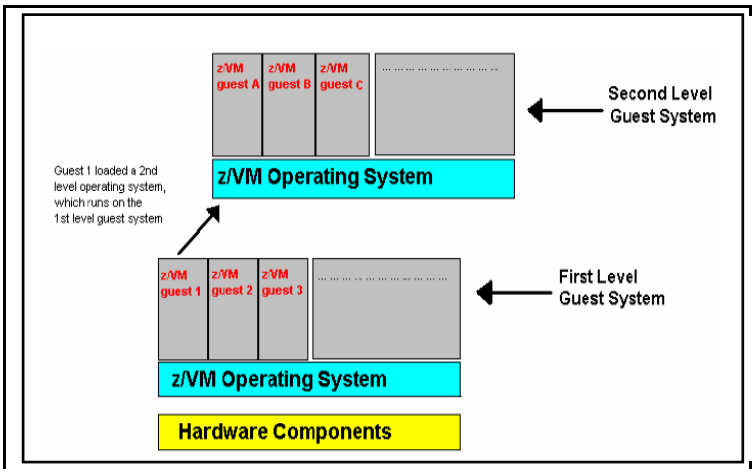 z/VM
guest A
z/VM
guest B
z/VM
guest C
... ... ... ... ... ... ... ... ... ...
Second Level
Guest System
z/VM Operating System
Guest 1 loaded a 2nd
level operating system,
which runs on the
1st level guest system
z/VM
guest 1
z/VM
guest 2
z/VM
guest 3
... ... ... ... ... ... ... ... ... ... ...
First Level
Guest System
z/VM Operating System
Hardware Components